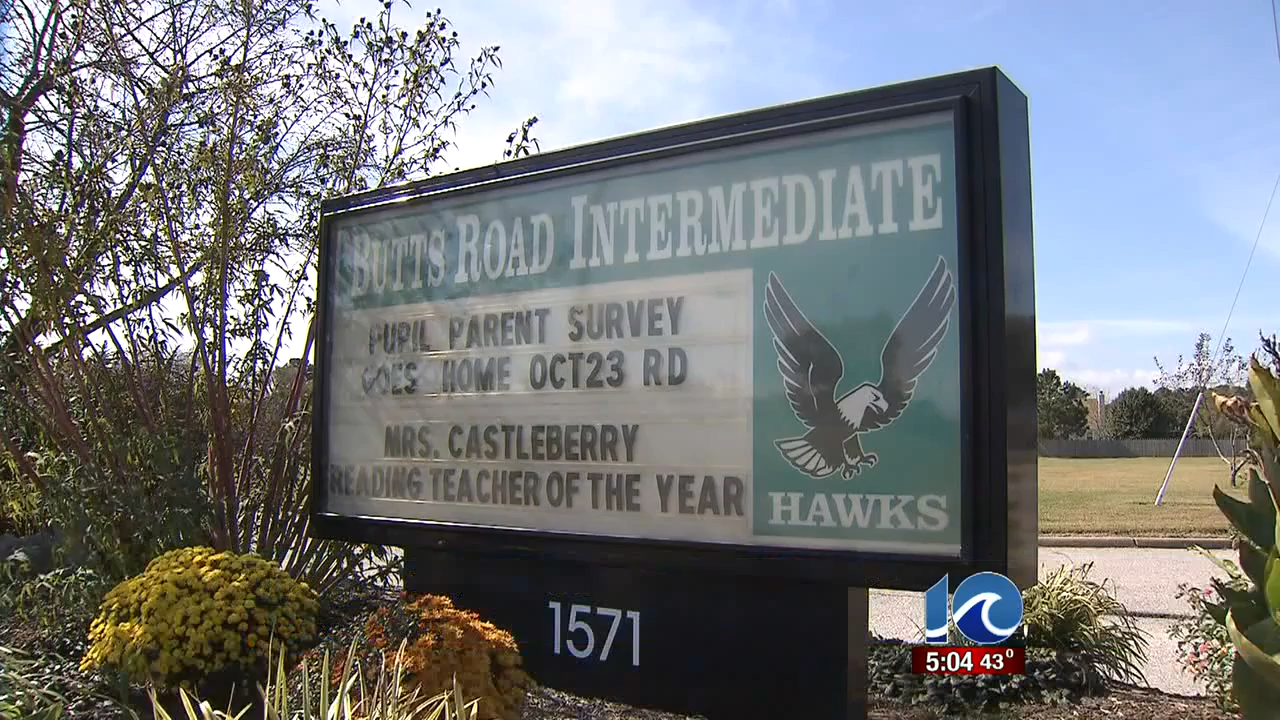 BUTTS ROAD INTERMEDIATE
PUPIL PARENT SURVEY
GOES HOME OCT23 RD
MRS. CASTLEBERRY
READING TEACHER OF THE YEAR
HAWKS
1571
10
5:04 43°